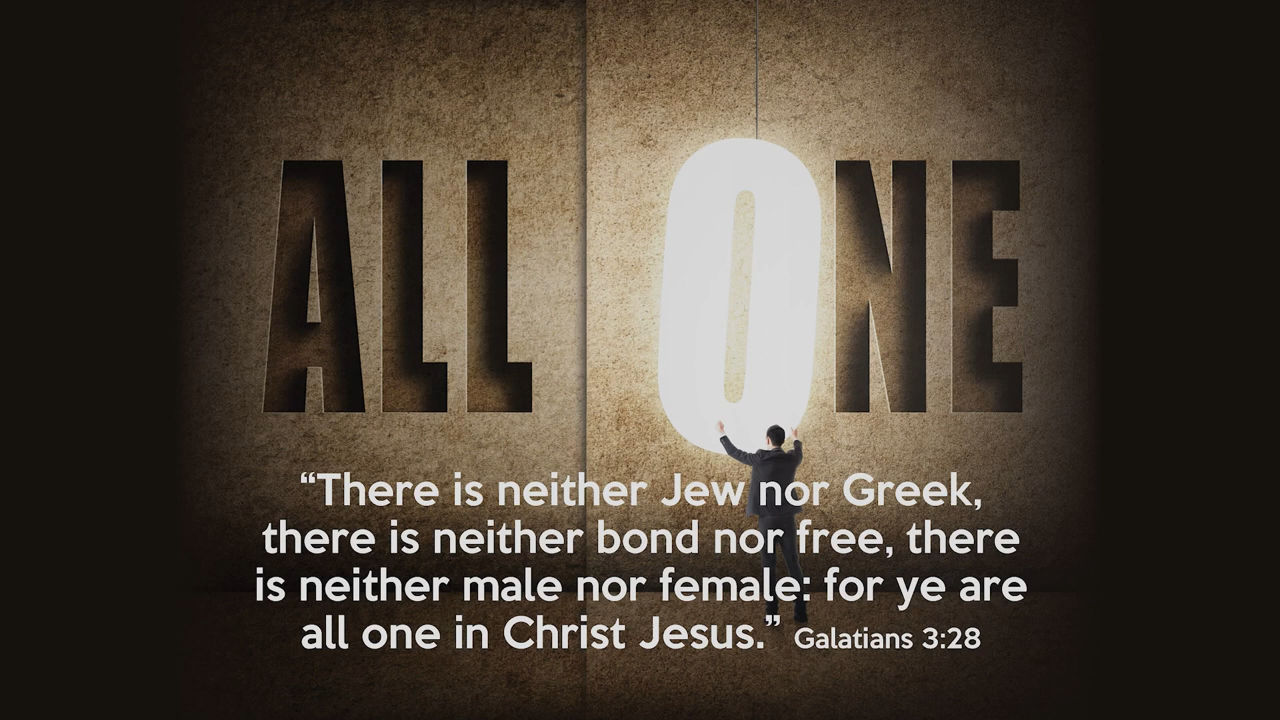 ALL ONE
“There is neither Jew nor Greek,
there is neither bond nor free, there
is neither male nor female: for ye are
all one in Christ Jesus.” Galatians 3:28